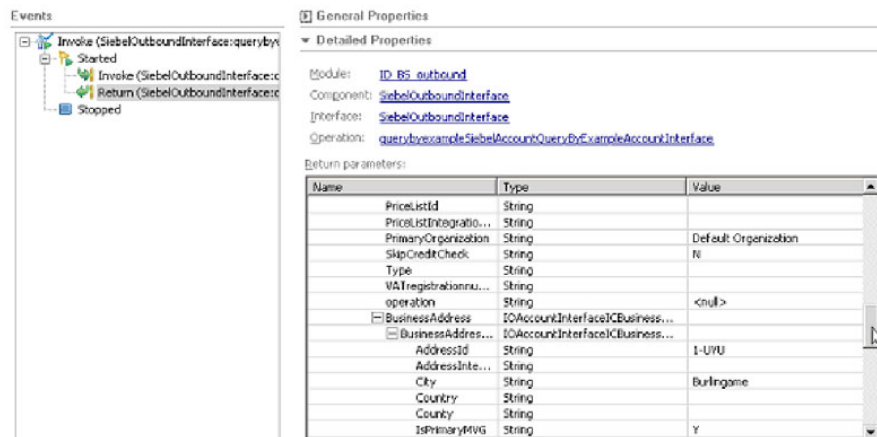 Events
Invoke (SiebelOutboundInterface:querybye
Started
Invoke (SiebelOutboundInterface:c
Return (SiebelOutboundInterface:c
Stopped
General Properties
Detailed Properties
Module: ID_BS_outbound
Component: SiebelOutboundInterface
Interface: SiebelOutboundInterface
Operation: querybyexampleSiebelAccountQueryByExampleAccountInterface
Return parameters:
Name Type Value
PriceListId String
PriceListIntegratio... String
PrimaryOrganization String Default Organization
SkipCreditCheck String N
Type String
VATregistrationnu... String
operation String <null>
BusinessAddress IOAccountInterfaceICBusiness...
BusinessAddres... IOAccountInterfaceICBusiness...
AddressId String 1-UYU
AddressInte... String
City String Burlingame
Country String
County String
IsPrimaryMVG String Y